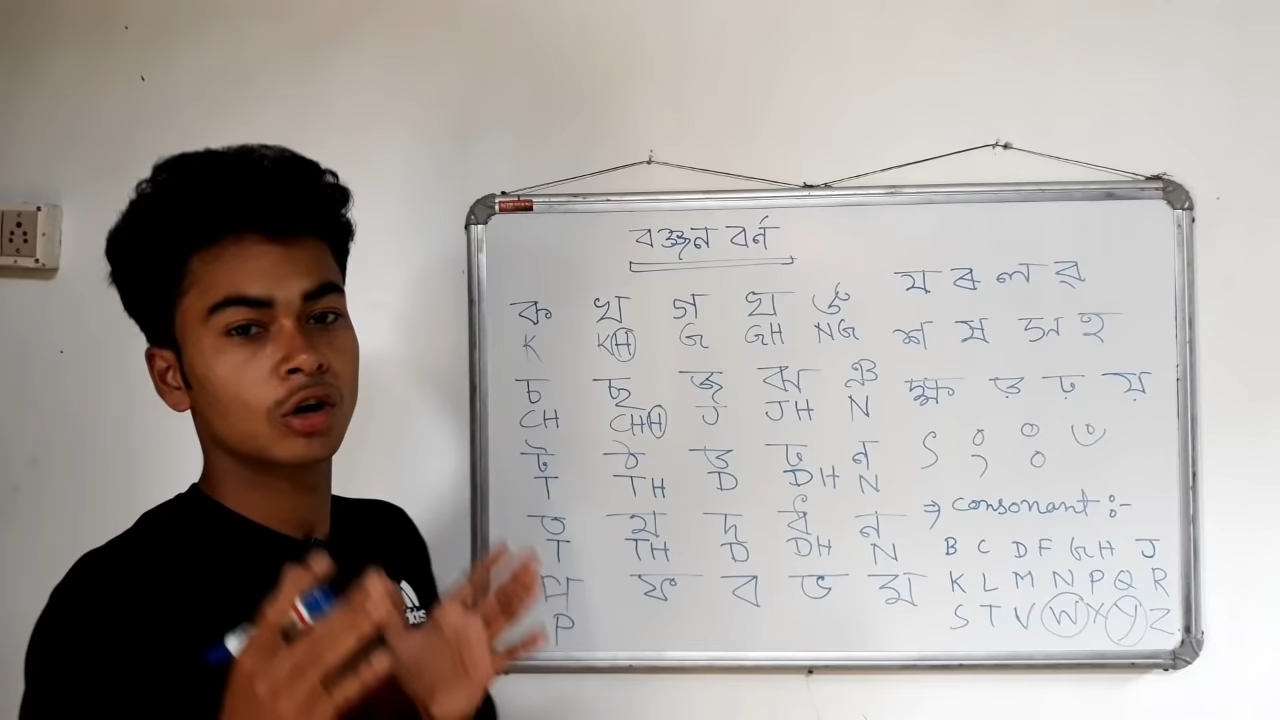 ব্যঞ্জন বর্ন
ক খ গ ঘ ঙ
K KH G GH NG
চ ছ জ ঝ ঞ
CH CHH J JH N
ট ঠ ড ঢ ন
T TH D DH N
ত থ দ ধ ন
T TH D DH N
প ফ ব ভ ম
P
য ৰ ল ৱ
শ ষ স হ
ক্ষ ড় ঢ় য়
ৎ ং ঃ ঁ
⇒ consonant :-
B C D F G H J
K L M N P Q R
S T V W X Y Z